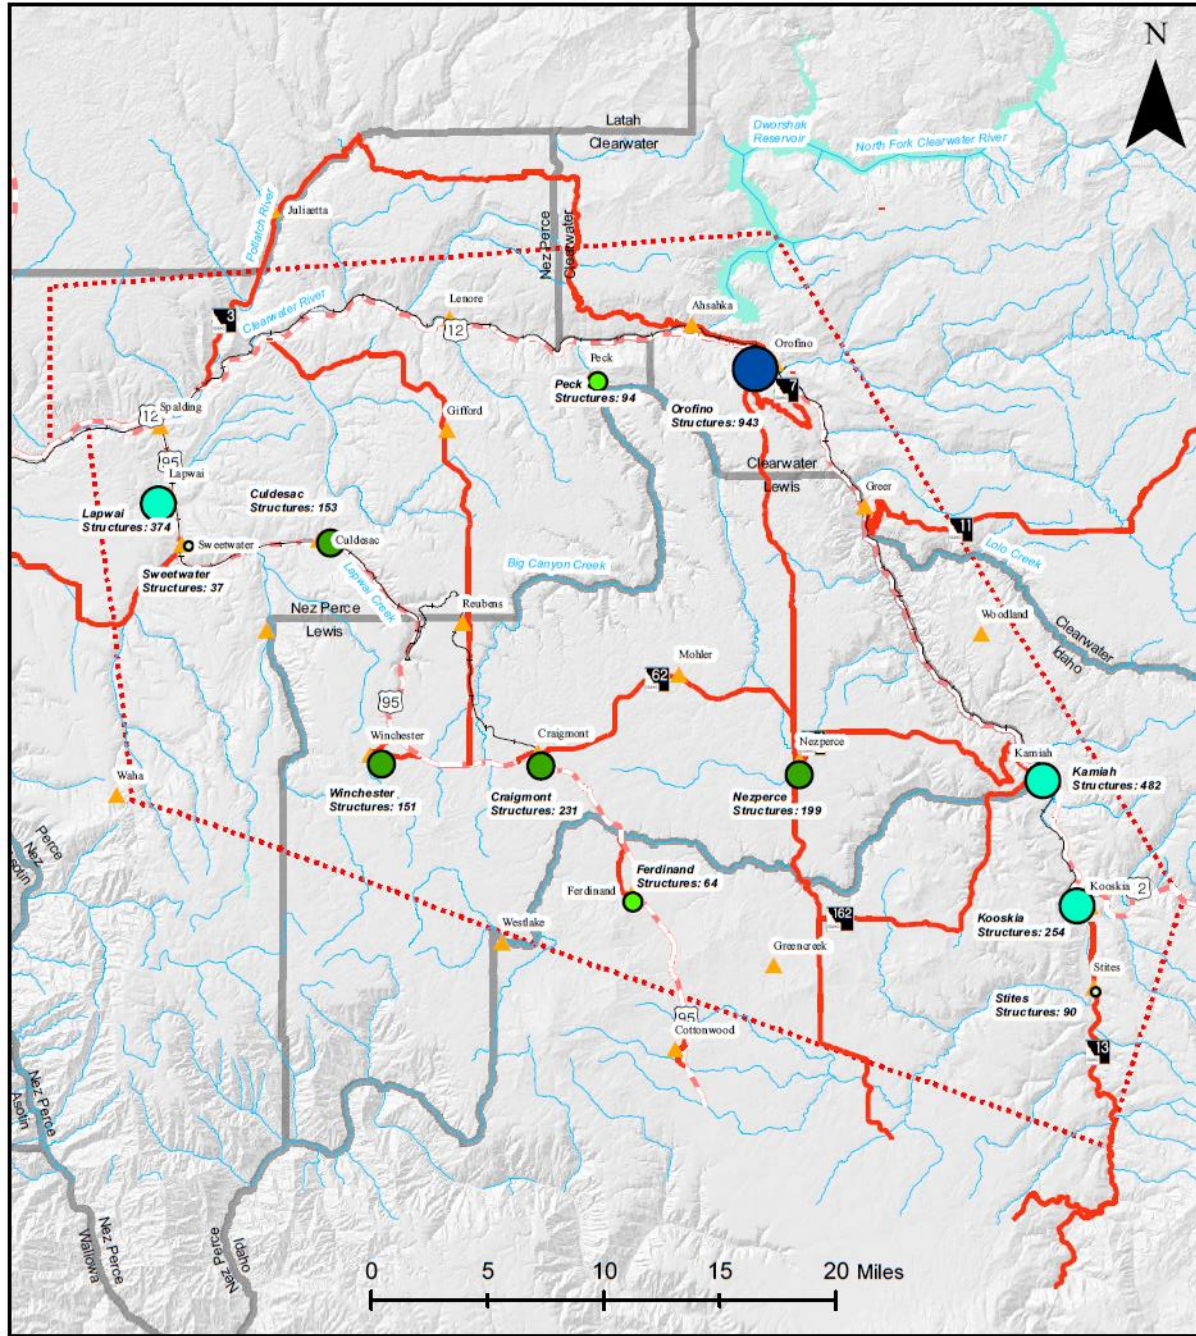 N
Latah
Clearwater
Dworshak
Reservoir
North Fork Clearwater River
Juliaetta
Potlatch River
Nez Perce
Clearwater
3
Clearwater River
Lenore
12
Ahsahka
Orofino
Peck
7
Peck
Structures: 94
Orofino
Structures: 943
12
Spalding
Gifford
95
Lapwai
Clearwater
Lewis
Culdesac
Structures: 153
Greer
Lapwai
Structures: 374
11
Lolo Creek
Sweetwater
Culdesac
Sweetwater
Structures: 37
Lapwai Creek
Big Canyon Creek
Nez Perce
Lewis
Reubens
Woodland
Clearwater
Idaho
Mohler
62
95
Winchester
Craigmont
Nezperce
Kamiah
Kamiah
Structures: 482
Waha
Winchester
Structures: 151
Craigmont
Structures: 231
Nezperce
Structures: 199
Nez Perce
Asotin
Ferdinand
Structures: 64
Ferdinand
Kooskia
2
162
Kooskia
Structures: 254
Westlake
Greencreek
Stites
Stites
Structures: 90
95
Cottonwood
13
Nez Perce
Asotin
Nez Perce
Wallowa
Idaho
Nez Perce
0
5
10
15
20 Miles